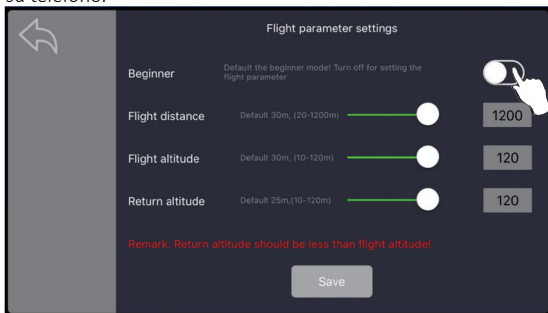 su teléfono.
Flight parameter settings
Beginner
Default the beginner mode! Turn off for setting the
flight parameter
Flight distance
Default 30m, (20-1200m)
1200
Flight altitude
Default 30m, (10-120m)
120
Return altitude
Default 25m,(10-120m)
120
Remark: Return altitude should be less than flight altitude!
Save